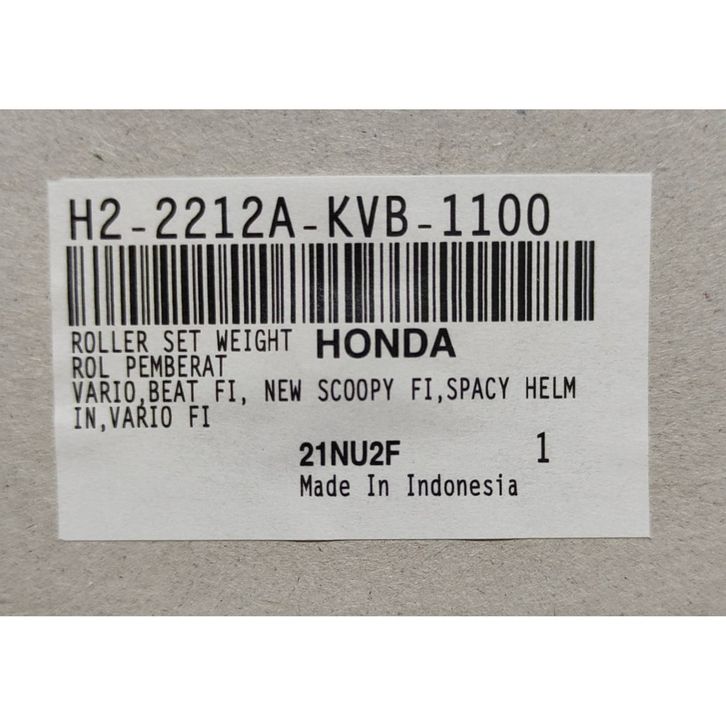 H2-2212A-KVB-1100
ROLLER SET WEIGHT HONDA
ROL PEMBERAT
VARIO,BEAT FI, NEW SCOOPY FI,SPACY HELM
IN,VARIO FI
21NU2F 1
Made In Indonesia